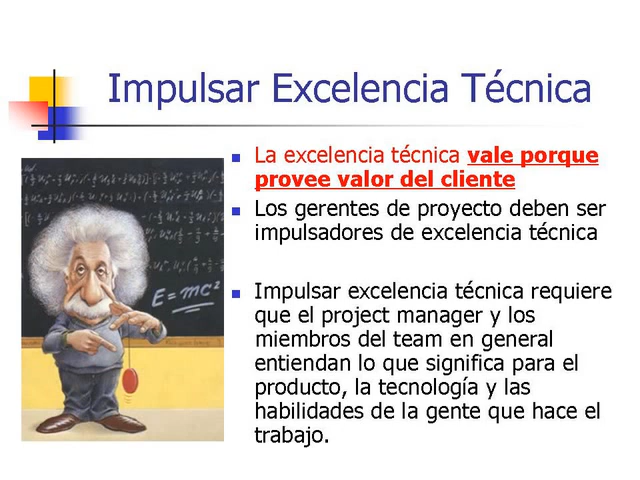 Impulsar Excelencia Técnica
La excelencia técnica vale porque
provee valor del cliente
Los gerentes de proyecto deben ser
impulsadores de excelencia técnica
Impulsar excelencia técnica requiere
que el project manager y los
miembros del team en general
entiendan lo que significa para el
producto, la tecnología y las
habilidades de la gente que hace el
trabajo.
E=mc²